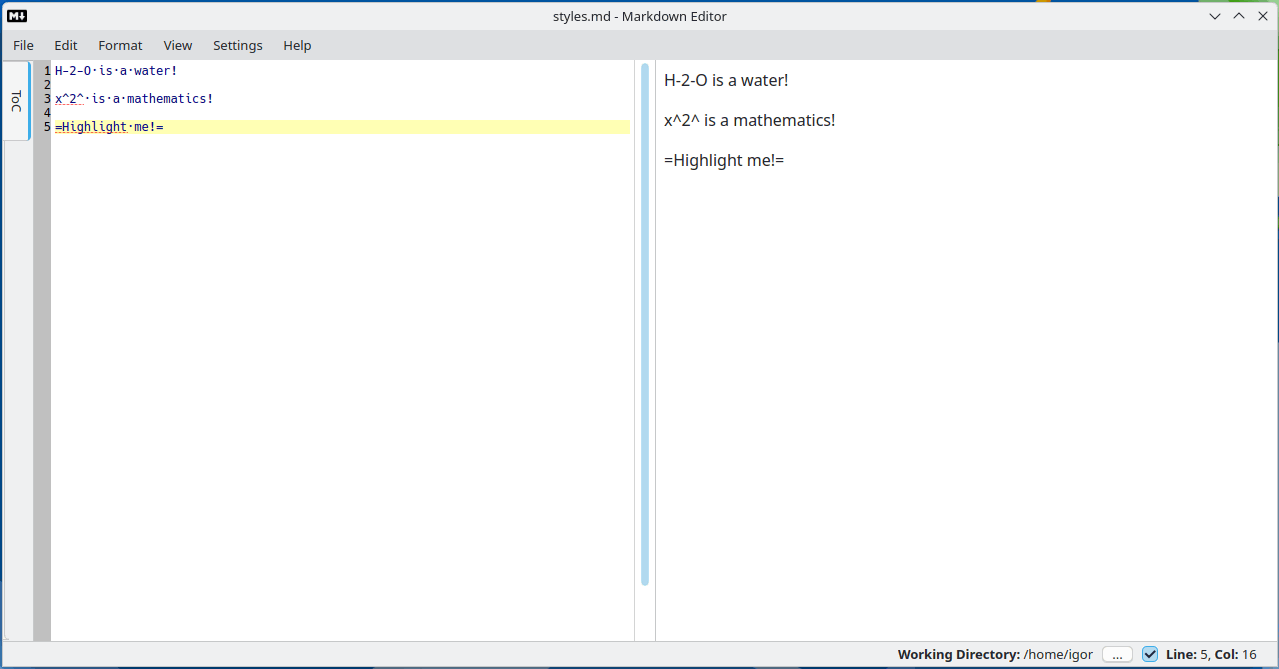 M↓
styles.md - Markdown Editor
File Edit Format View Settings Help
ToC
1 H-2-O·is·a·water!
2
3 x^2^·is·a·mathematics!
4
5 =Highlight·me!=
H-2-O is a water!
x^2^ is a mathematics!
=Highlight me!=
Working Directory: /home/igor ... Line: 5, Col: 16